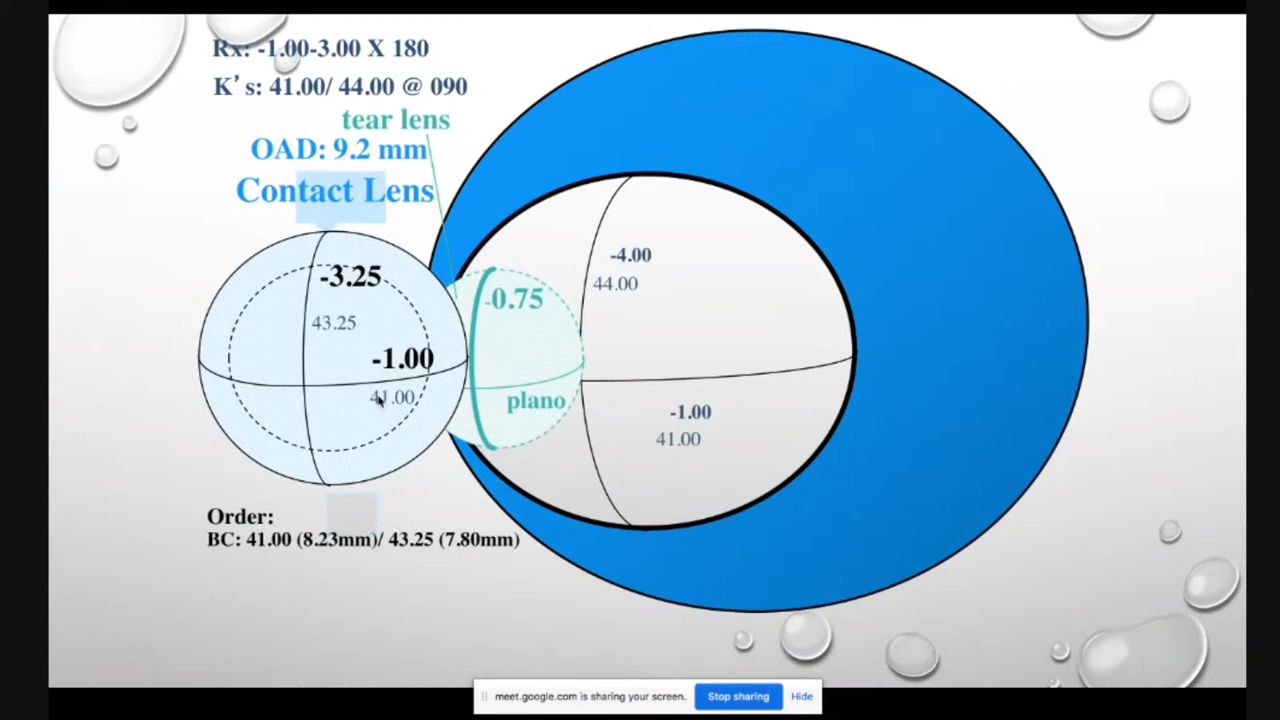 Rx: -1.00-3.00 X 180
K's: 41.00/ 44.00 @ 090
tear lens
OAD: 9.2 mm
Contact Lens
-3.25
43.25
-1.00
41.00
-0.75
plano
-4.00
44.00
-1.00
41.00
Order:
BC: 41.00 (8.23mm)/ 43.25 (7.80mm)
meet.google.com is sharing your screen.
Stop sharing
Hide